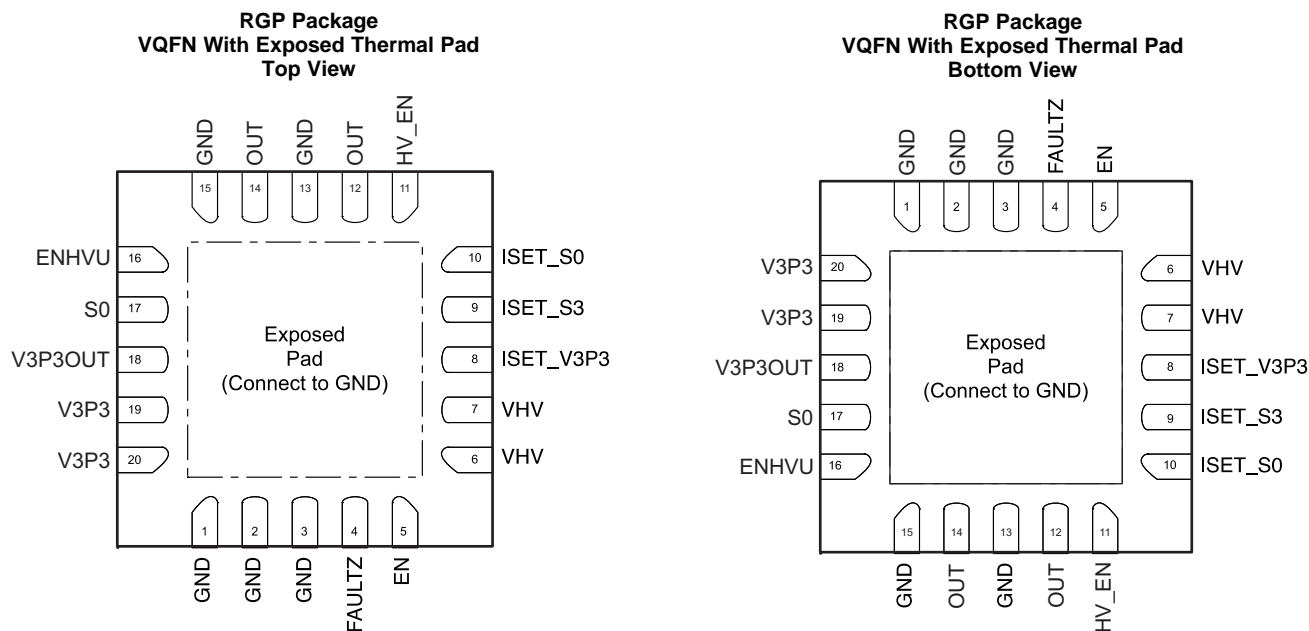 RGP Package
VQFN With Exposed Thermal Pad
Top View
GND
OUT
GND
OUT
HV_EN
15
14
13
12
11
ENHVU 16
10 ISET_S0
S0 17
9 ISET_S3
V3P3OUT 18
8 ISET_V3P3
V3P3 19
7 VHV
V3P3 20
6 VHV
Exposed
Pad
(Connect to GND)
1
2
3
4
5
GND
GND
GND
FAULTZ
EN
RGP Package
VQFN With Exposed Thermal Pad
Bottom View
GND
GND
GND
FAULTZ
EN
1
2
3
4
5
V3P3 20
6 VHV
V3P3 19
7 VHV
V3P3OUT 18
8 ISET_V3P3
S0 17
9 ISET_S3
ENHVU 16
10 ISET_S0
Exposed
Pad
(Connect to GND)
15
14
13
12
11
GND
OUT
GND
OUT
HV_EN